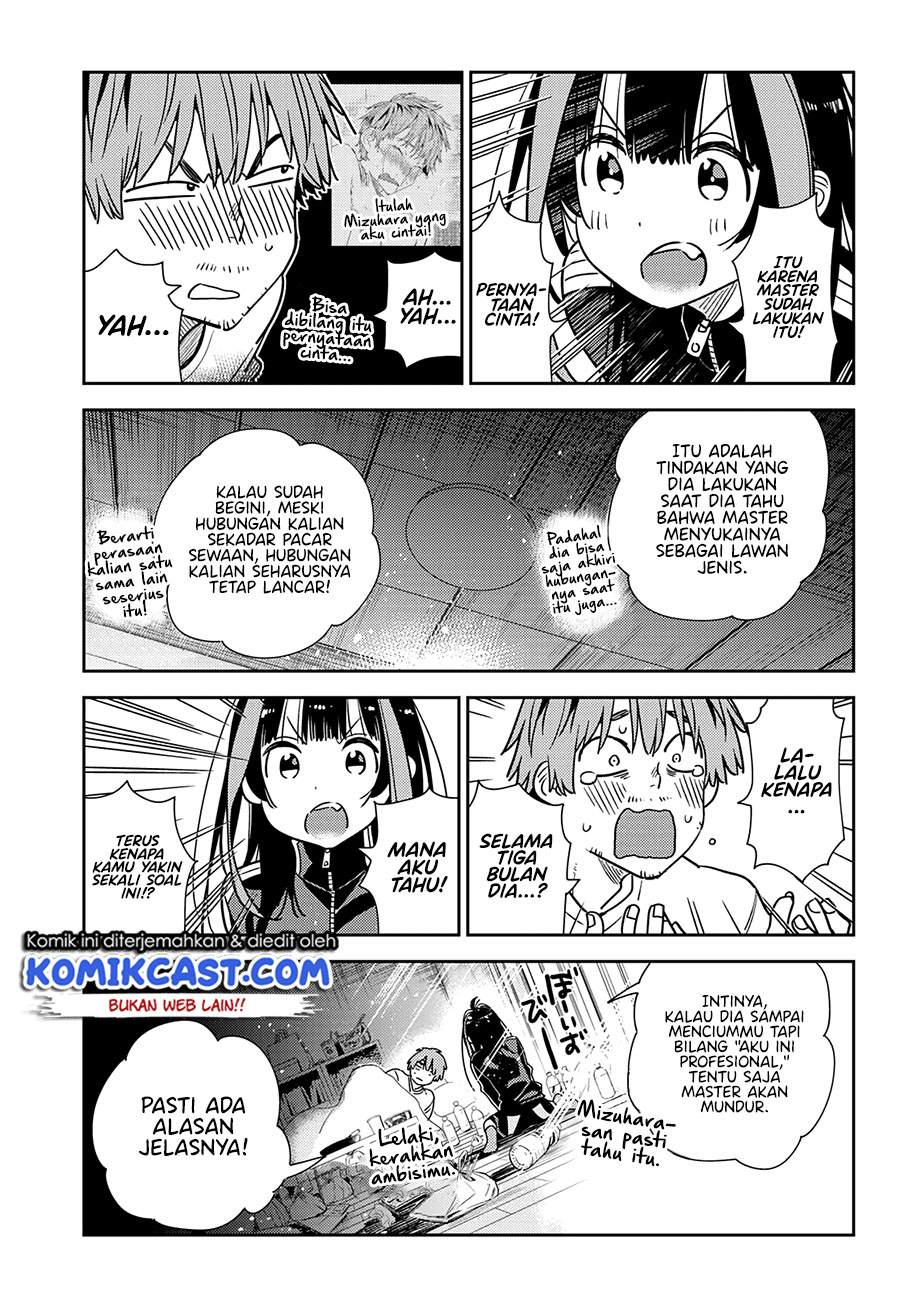 ITU
KARENA
MASTER
SUDAH
LAKUKAN
ITU!
PERNYA-
TAAN
CINTA!
Itulah
Mizuhara yang
aku cintai!
AH...
YAH...
Bisa
dibilang itu
pernyataan
cinta...
YAH...
ITU ADALAH
TINDAKAN YANG
DIA LAKUKAN
SAAT DIA TAHU
BAHWA MASTER
MENYUKAINYA
SEBAGAI LAWAN
JENIS.
Padahal
dia bisa
saja akhiri
hubungan-
nya saat
itu juga...
KALAU SUDAH
BEGINI, MESKI
HUBUNGAN KALIAN
SEKADAR PACAR
SEWAAN, HUBUNGAN
KALIAN SEHARUSNYA
TETAP LANCAR!
Berarti
perasaan
kalian satu
sama lain
seserius
itu!
LA-
LALU
KENAPA
...
SELAMA
TIGA
BULAN
DIA...?
MANA
AKU
TAHU!
TERUS
KENAPA
KAMU YAKIN
SEKALI SOAL
INI!?
Komik ini diterjemahkan & diedit oleh
KOMIKCAST.COM
BUKAN WEB LAIN!!
INTINYA,
KALAU DIA SAMPAI
MENCIUMMU TAPI
BILANG "AKU INI
PROFESIONAL,"
TENTU SAJA
MASTER AKAN
MUNDUR.
Mizuhara-
san pasti
tahu itu.
ぼーいず
びー
Lelaki,
kerahkan
ambisimu.
PASTI ADA
ALASAN
JELASNYA!